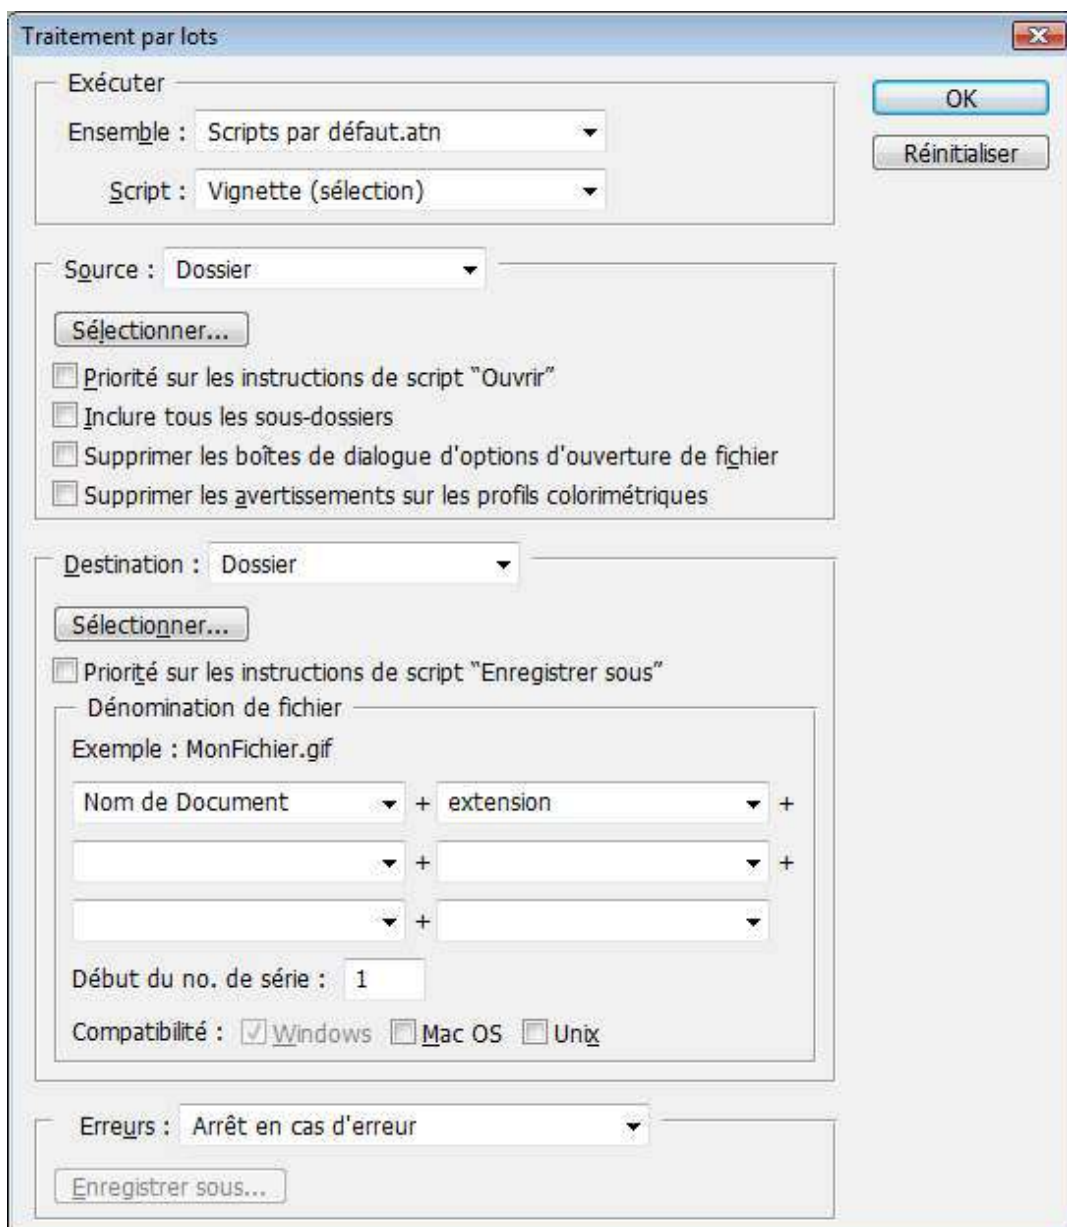 Traitement par lots
Exécuter
OK
Ensemble : Scripts par défaut.atn
Réinitialiser
Script : Vignette (sélection)
Source : Dossier
Sélectionner...
Priorité sur les instructions de script “Ouvrir”
Inclure tous les sous-dossiers
Supprimer les boîtes de dialogue d'options d'ouverture de fichier
Supprimer les avertissements sur les profils colorimétriques
Destination : Dossier
Sélectionner...
Priorité sur les instructions de script “Enregistrer sous”
Dénomination de fichier
Exemple : MonFichier.gif
Nom de Document + extension +
+ +
+
Début du no. de série : 1
Compatibilité : Windows Mac OS Unix
Erreurs : Arrêt en cas d'erreur
Enregistrer sous...